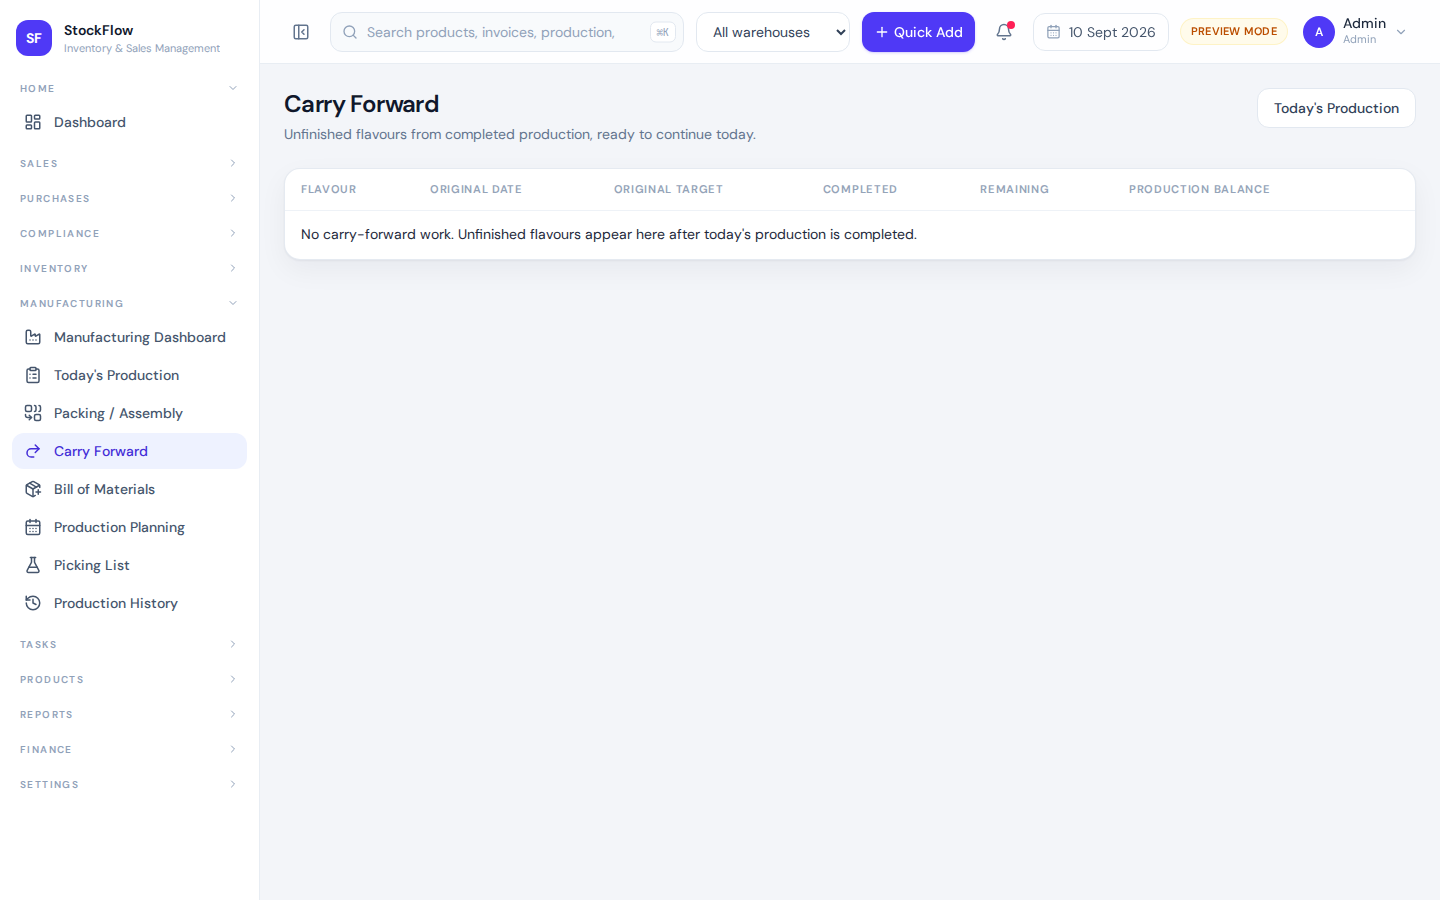 SF
StockFlow
Inventory & Sales Management
HOME
Dashboard
SALES
PURCHASES
COMPLIANCE
INVENTORY
MANUFACTURING
Manufacturing Dashboard
Today's Production
Packing / Assembly
Carry Forward
Bill of Materials
Production Planning
Picking List
Production History
TASKS
PRODUCTS
REPORTS
FINANCE
SETTINGS
Search products, invoices, production,
⌘K
All warehouses
Quick Add
10 Sept 2026
PREVIEW MODE
A
Admin
Admin
Carry Forward
Unfinished flavours from completed production, ready to continue today.
Today's Production
FLAVOUR ORIGINAL DATE ORIGINAL TARGET COMPLETED REMAINING PRODUCTION BALANCE
No carry-forward work. Unfinished flavours appear here after today's production is completed.